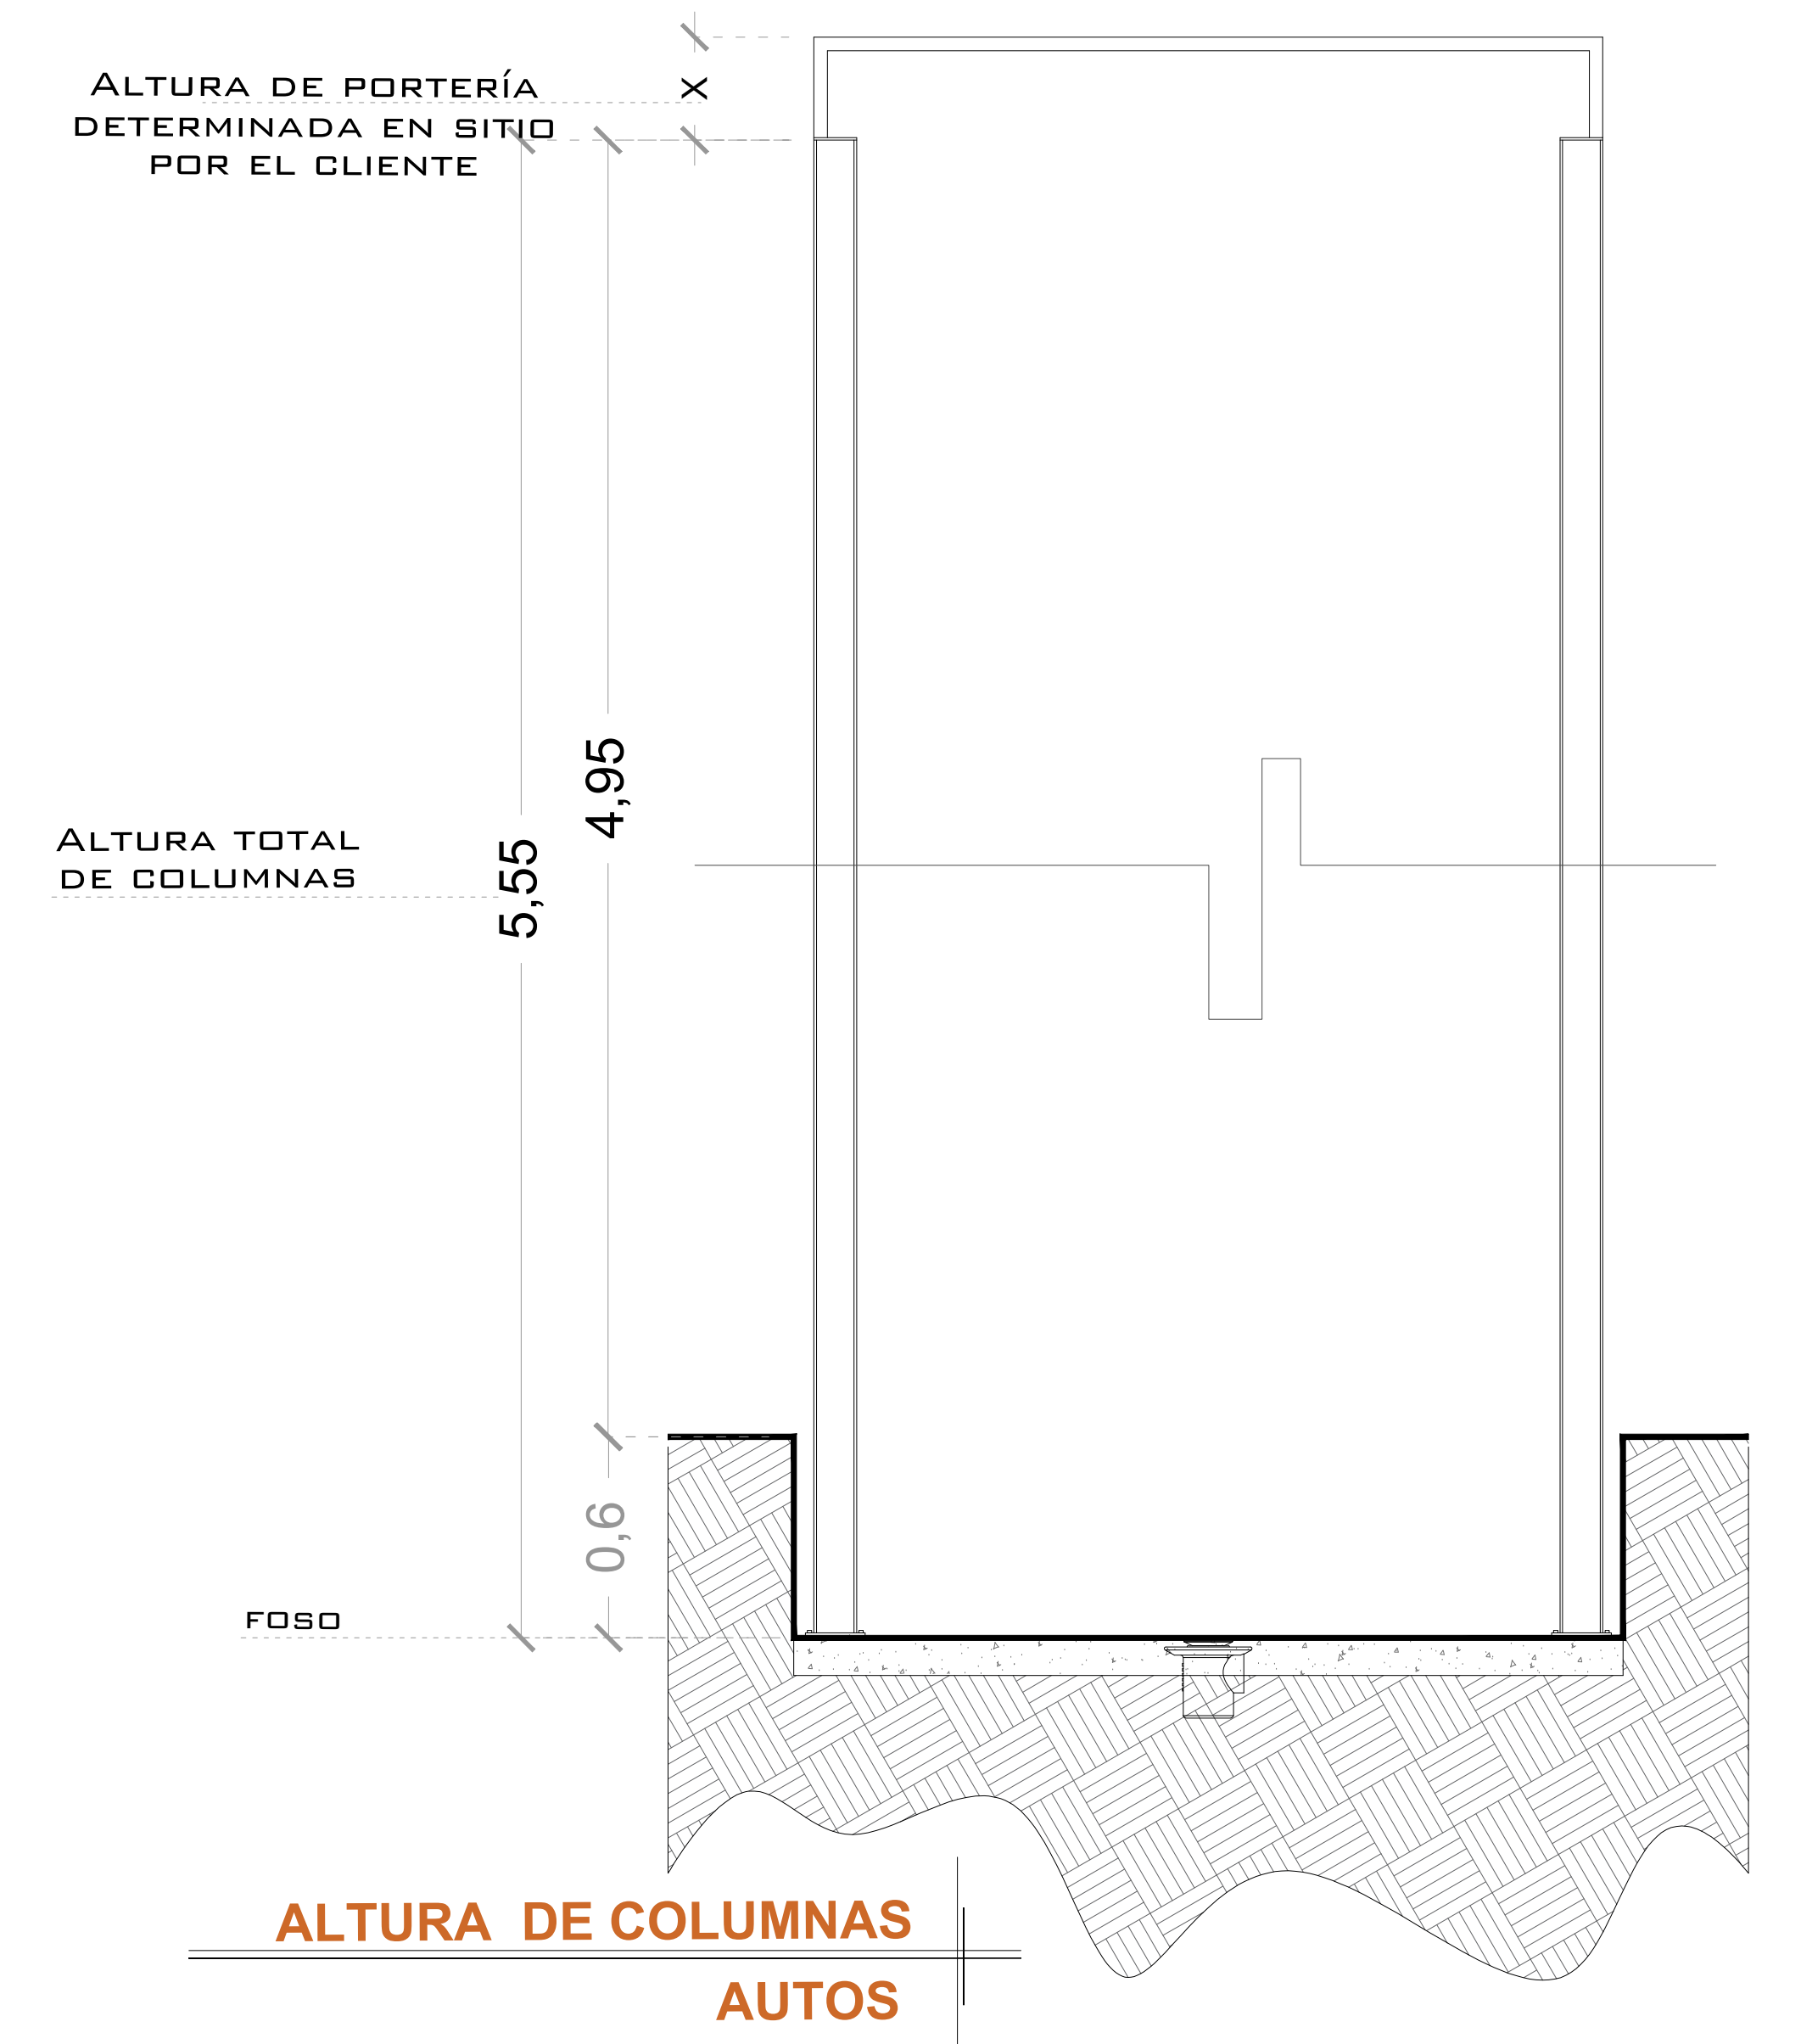 X
ALTURA DE PORTERÍA
DETERMINADA EN SITIO
POR EL CLIENTE
4,95
5,55
ALTURA TOTAL
DE COLUMNAS
0,6
FOSO
ALTURA DE COLUMNAS
AUTOS